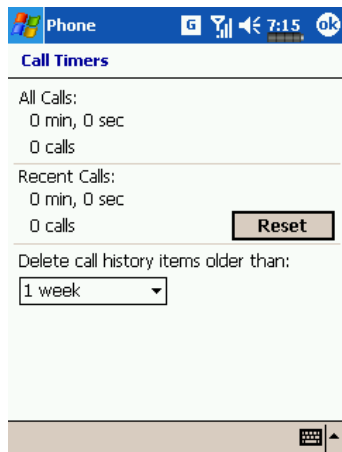 Phone G 7:15 ok
Call Timers
All Calls:
0 min, 0 sec
0 calls
Recent Calls:
0 min, 0 sec
0 calls Reset
Delete call history items older than:
1 week